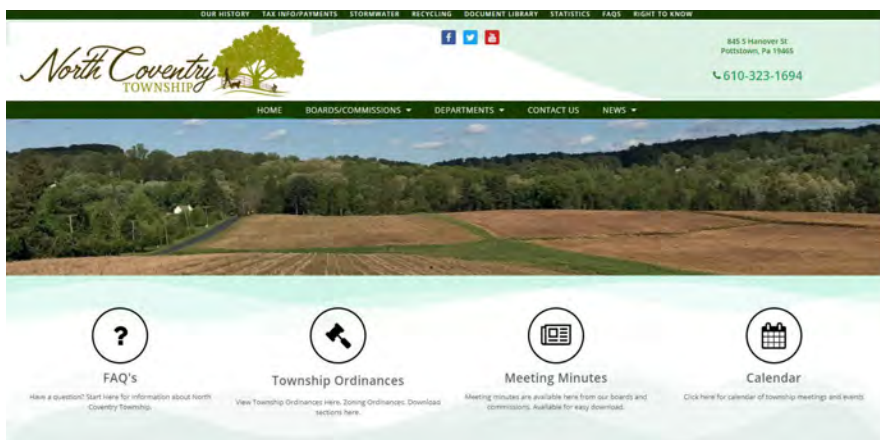 OUR HISTORY TAX INFO/PAYMENTS STORMWATER RECYCLING DOCUMENT LIBRARY STATISTICS FAQS RIGHT TO KNOW
North Coventry
TOWNSHIP
845 S Hanover St
Pottstown, Pa 19465
610-323-1694
HOME BOARDS/COMMISSIONS DEPARTMENTS CONTACT US NEWS
FAQ's
Have a question? Start Here for information about North
Coventry Township.
Township Ordinances
View Township Ordinances Here. Zoning Ordinances. Download
sections here.
Meeting Minutes
Meeting minutes are available here from our boards and
commissions. Available for easy download.
Calendar
Click here for calendar of township meetings and events